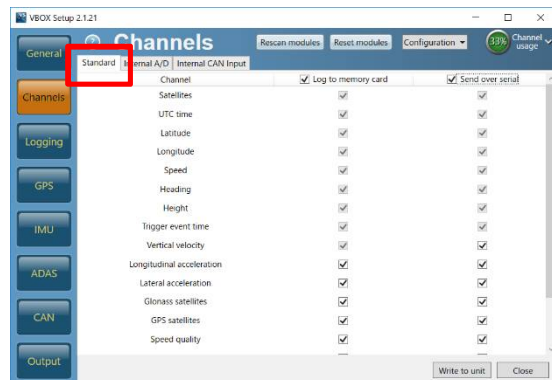 VBOX Setup 2.1.21
General
Channels
Logging
GPS
IMU
ADAS
CAN
Output
? Channels
Rescan modules Reset modules Configuration 33% Channel usage
Standard Internal A/D Internal CAN Input
Channel Log to memory card Send over serial
Satellites
UTC time
Latitude
Longitude
Speed
Heading
Height
Trigger event time
Vertical velocity
Longitudinal acceleration
Lateral acceleration
Glonass satellites
GPS satellites
Speed quality
Write to unit Close